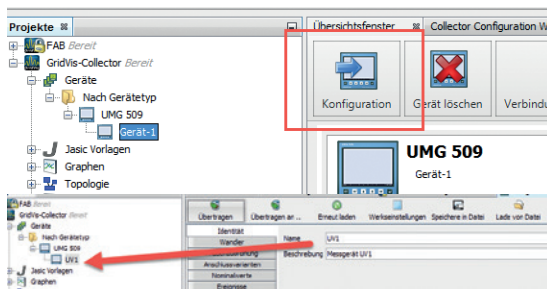 Projekte
FAB Bereit
GridVis-Collector Bereit
Geräte
Nach Gerätetyp
UMG 509
Gerät-1
Jasic Vorlagen
Graphen
Topologie
Übersichtsfenster Collector Configuration W
Konfiguration Gerät löschen Verbindu
UMG 509
Gerät-1
FAB Bereit
GridVis-Collector Bereit
Geräte
Nach Gerätetyp
UMG 509
UV1
Jasic Vorlagen
Graphen
Übertragen Übertragen an ... Erneut laden Werkseinstellungen Speichere in Datei Lade von Datei
Identität
Wandler
Anschlussvarianten
Nominalwerte
Ereignisse
Name UV1
Beschreibung Messgerät UV1